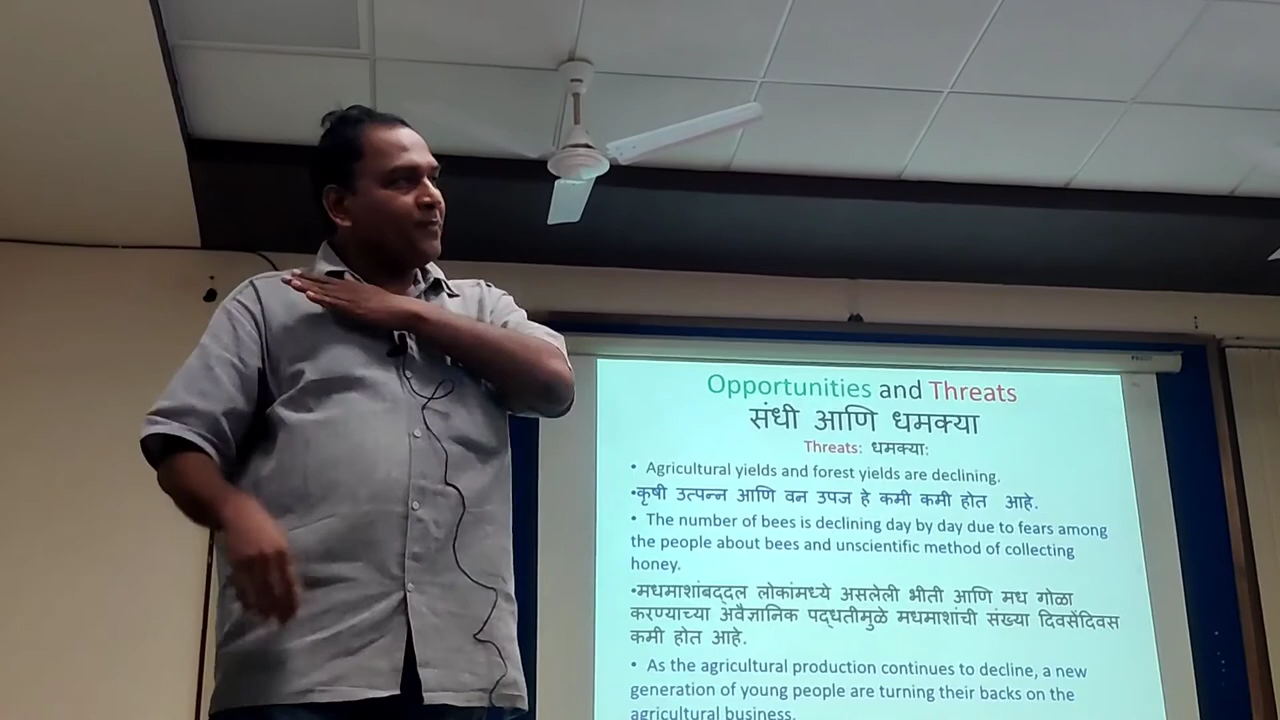 Opportunities and Threats
संधी आणि धमक्या
Threats: धमक्या:
• Agricultural yields and forest yields are declining.
•कृषी उत्पन्न आणि वन उपज हे कमी कमी होत आहे.
• The number of bees is declining day by day due to fears among
the people about bees and unscientific method of collecting
honey.
•मधमाशांबद्दल लोकांमध्ये असलेली भीती आणि मध गोळा
करण्याच्या अवैज्ञानिक पद्धतीमुळे मधमाशांची संख्या दिवसेंदिवस
कमी होत आहे.
• As the agricultural production continues to decline, a new
generation of young people are turning their backs on the
agricultural business.